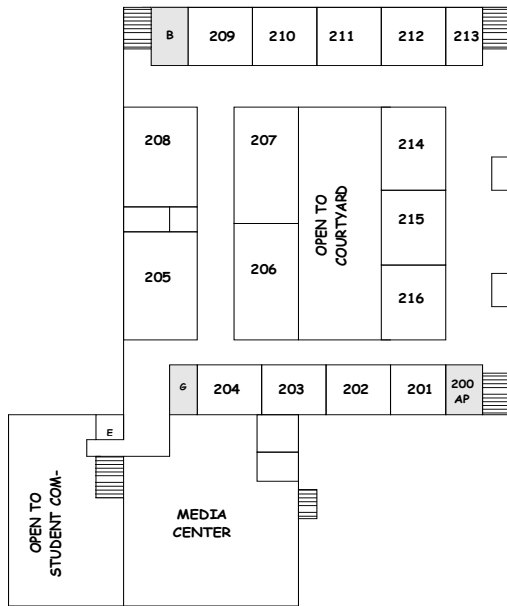 B
209
210
211
212
213
208
207
214
OPEN TO
COURTYARD
215
205
206
216
G
204
203
202
201
200
AP
E
OPEN TO
STUDENT COM-
MEDIA
CENTER